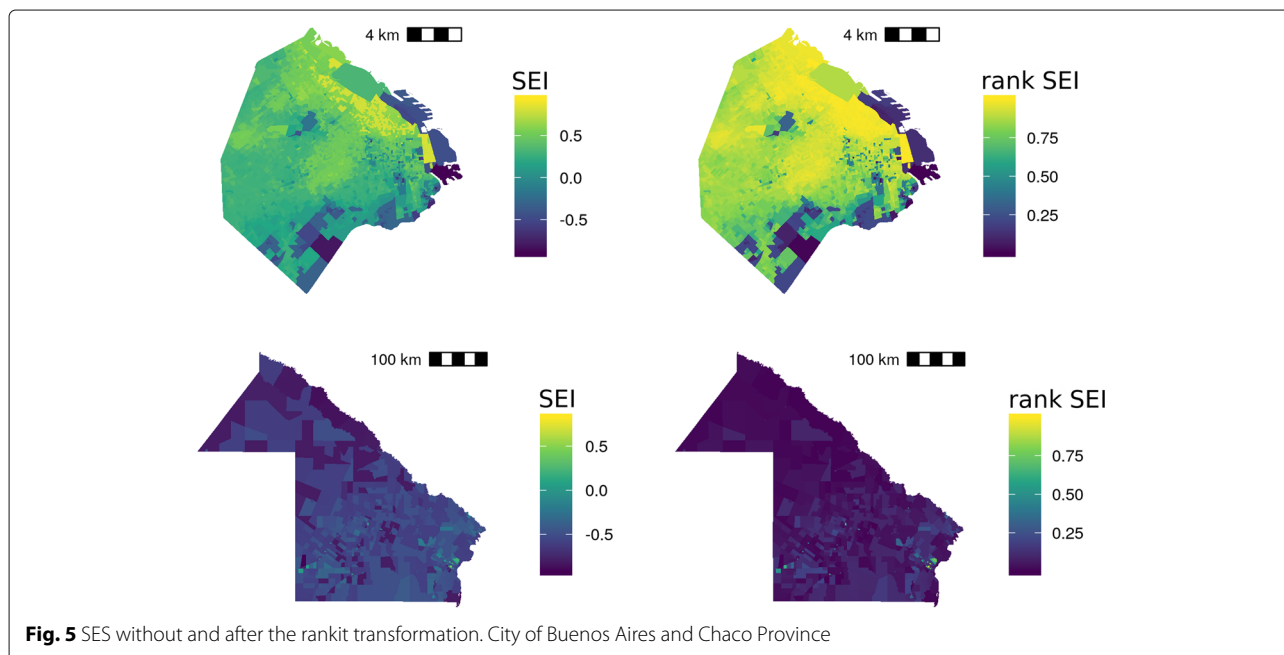 4 km
SEI
0.5
0.0
-0.5
4 km
rank SEI
0.75
0.50
0.25
100 km
SEI
0.5
0.0
-0.5
100 km
rank SEI
0.75
0.50
0.25
Fig. 5 SES without and after the rankit transformation. City of Buenos Aires and Chaco Province